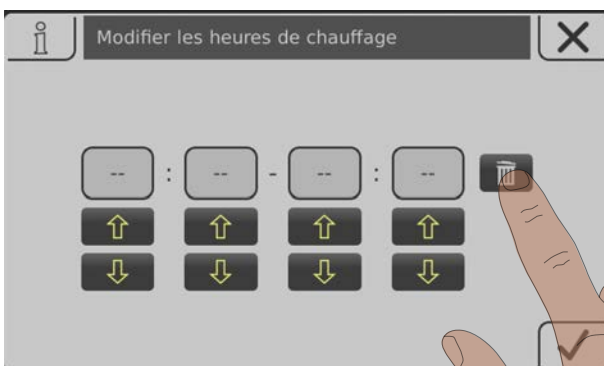 i
Modifier les heures de chauffage
-- : -- - -- : --